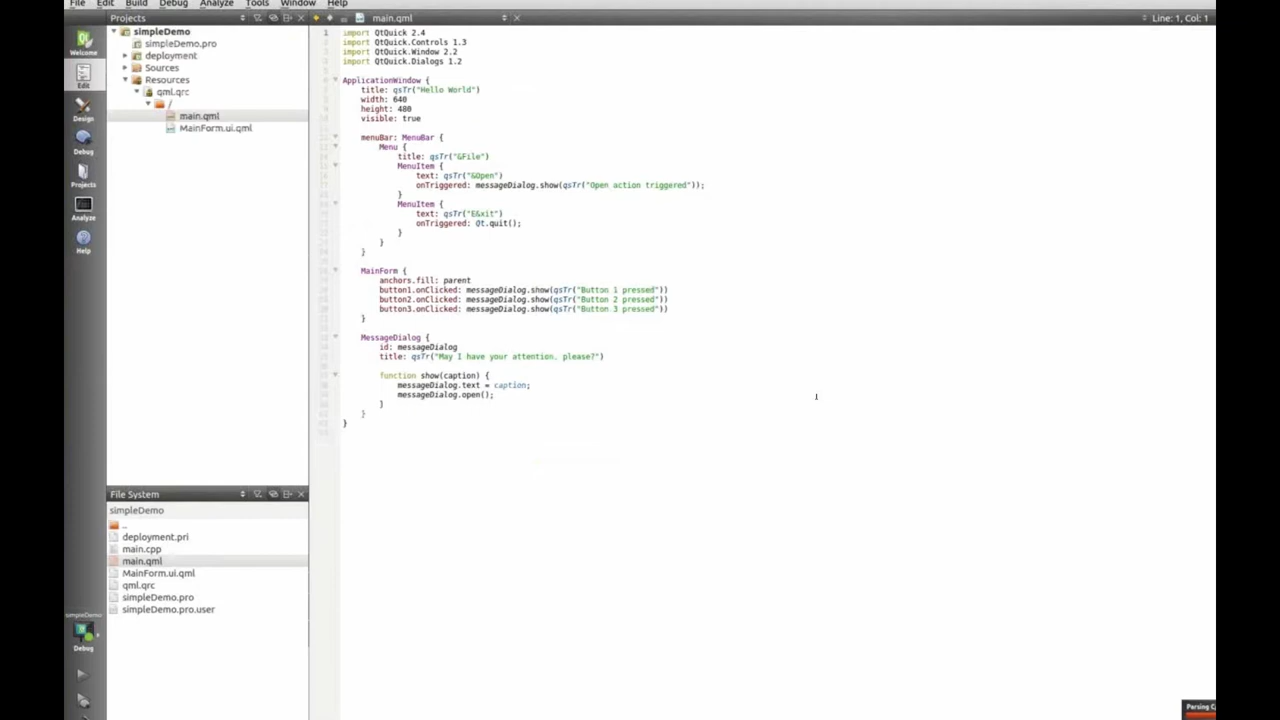 File Edit Build Debug Analyze Tools Window Help
Projects
main.qml
Line: 1, Col: 1
Welcome
Edit
Design
Debug
Projects
Analyze
Help
simpleDemo
simpleDemo.pro
deployment
Sources
Resources
qml.qrc
/
main.qml
MainForm.ui.qml
import QtQuick 2.4
import QtQuick.Controls 1.3
import QtQuick.Window 2.2
import QtQuick.Dialogs 1.2
ApplicationWindow {
title: qsTr("Hello World")
width: 640
height: 480
visible: true
menuBar: MenuBar {
Menu {
title: qsTr("&File")
MenuItem {
text: qsTr("&Open")
onTriggered: messageDialog.show(qsTr("Open action triggered"));
}
MenuItem {
text: qsTr("E&xit")
onTriggered: Qt.quit();
}
}
}
MainForm {
anchors.fill: parent
button1.onClicked: messageDialog.show(qsTr("Button 1 pressed"))
button2.onClicked: messageDialog.show(qsTr("Button 2 pressed"))
button3.onClicked: messageDialog.show(qsTr("Button 3 pressed"))
}
MessageDialog {
id: messageDialog
title: qsTr("May I have your attention, please?")
function show(caption) {
messageDialog.text = caption;
messageDialog.open();
}
}
}
File System
simpleDemo
..
deployment.pri
main.cpp
main.qml
MainForm.ui.qml
qml.qrc
simpleDemo.pro
simpleDemo.pro.user
simpleDemo
Debug
Parsing